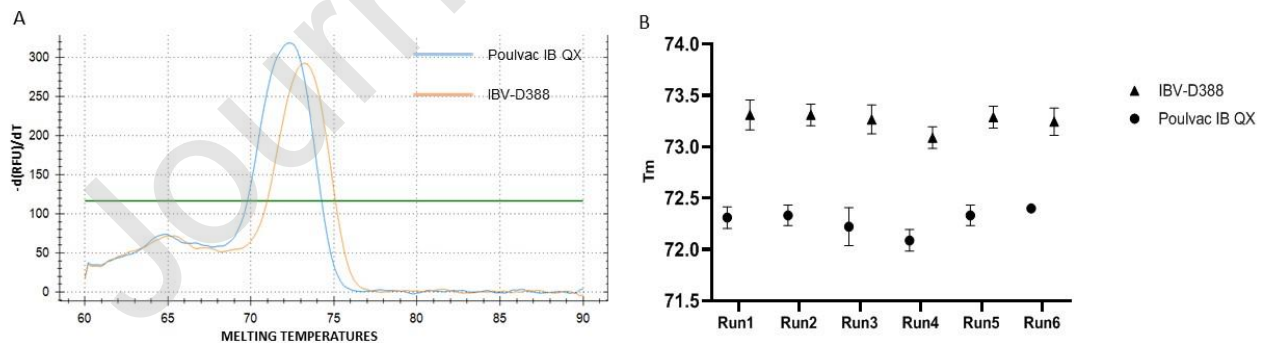 A
300
250
200
150
100
50
0
-d(RFU)/dT
Poulvac IB QX
IBV-D388
60
65
70
75
80
85
90
MELTING TEMPERATURES
Journ
B
74.0
73.5
73.0
72.5
72.0
71.5
Tm
Run1 Run2 Run3 Run4 Run5 Run6
IBV-D388
Poulvac IB QX